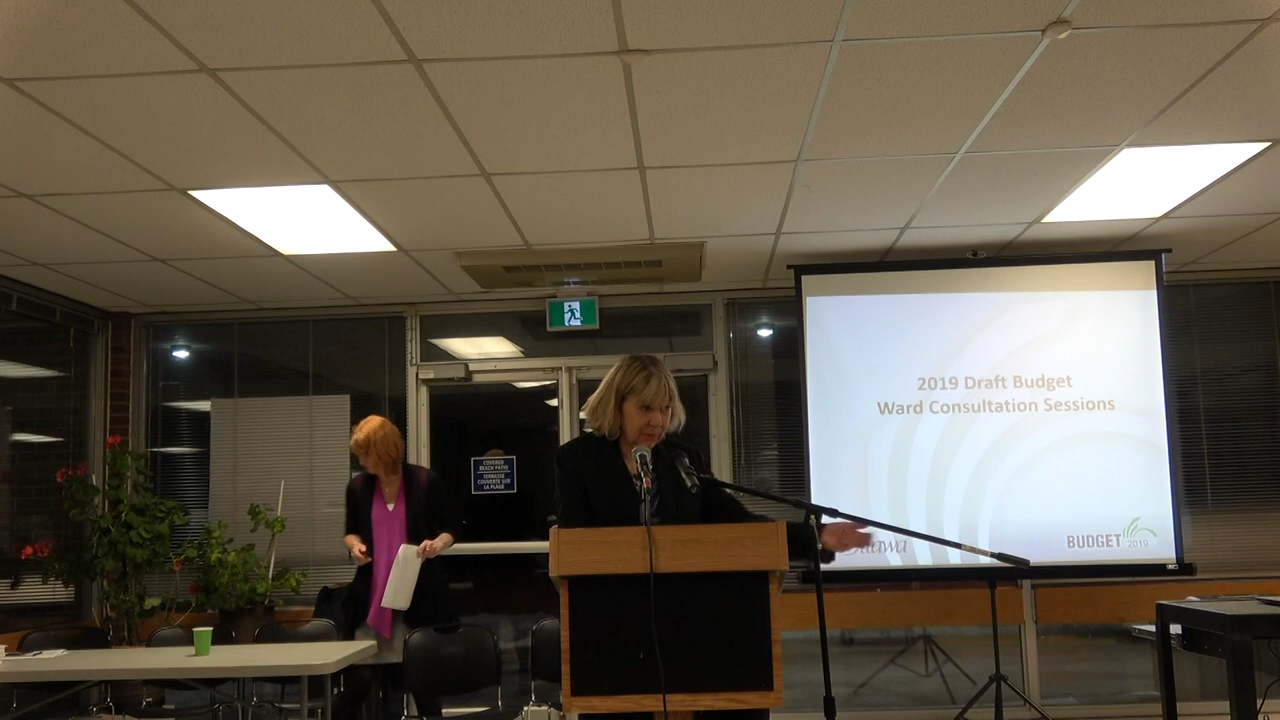 2019 Draft Budget
Ward Consultation Sessions
COVERED
BEACH PATIO
TERRASSE
COUVERTE SUR
LA PLAGE
BUDGET
2019